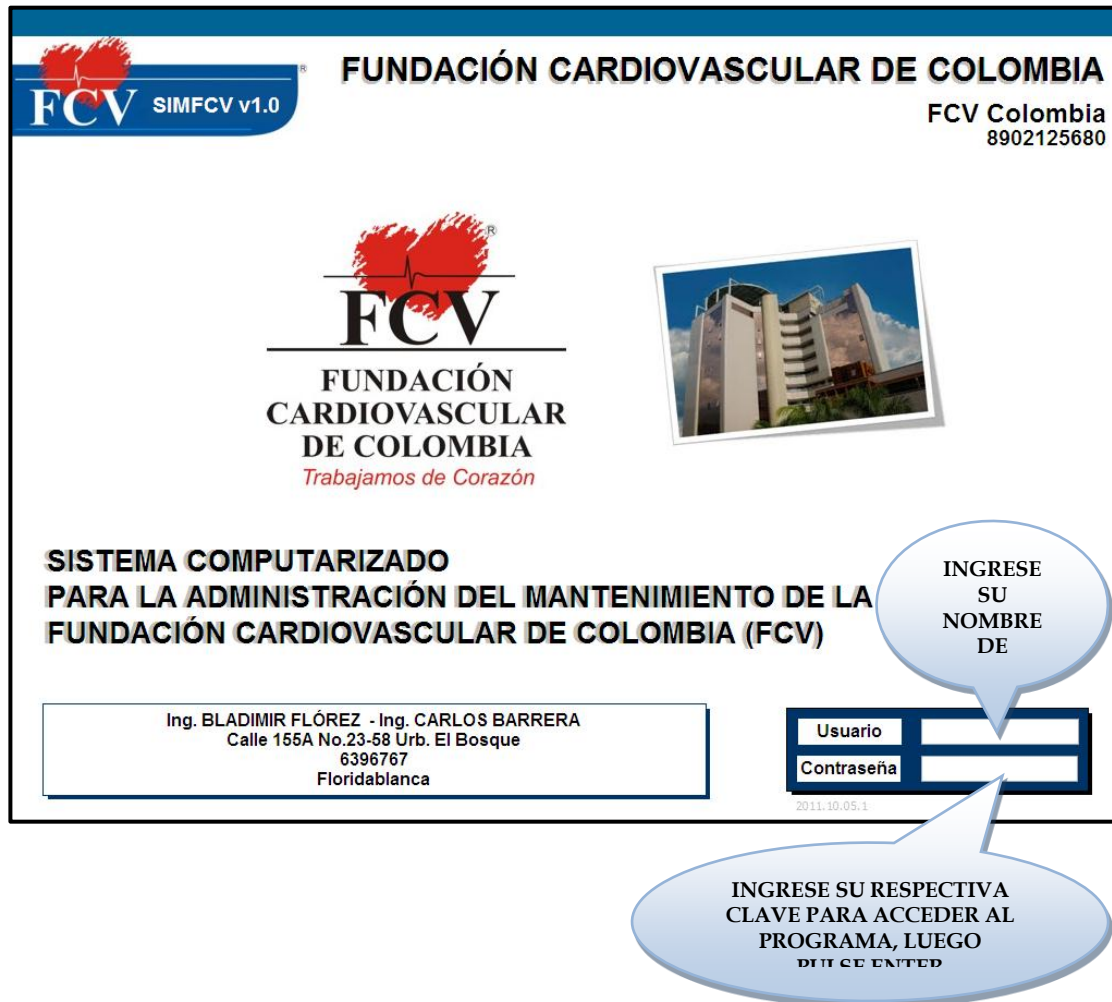 FUNDACIÓN CARDIOVASCULAR DE COLOMBIA
FCV SIMFCV v1.0 ®
FCV Colombia
8902125680
®
FCV
FUNDACIÓN
CARDIOVASCULAR
DE COLOMBIA
Trabajamos de Corazón
SISTEMA COMPUTARIZADO
PARA LA ADMINISTRACIÓN DEL MANTENIMIENTO DE LA
FUNDACIÓN CARDIOVASCULAR DE COLOMBIA (FCV)
INGRESE
SU
NOMBRE
DE
Ing. BLADIMIR FLÓREZ - Ing. CARLOS BARRERA
Calle 155A No.23-58 Urb. El Bosque
6396767
Floridablanca
Usuario
Contraseña
2011.10.05.1
INGRESE SU RESPECTIVA
CLAVE PARA ACCEDER AL
PROGRAMA, LUEGO
PULSE ENTER